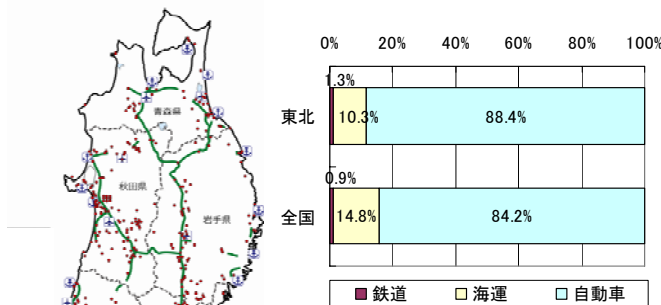 青森県
秋田県
岩手県
0% 20% 40% 60% 80% 100%
1.3%
東北 10.3% 88.4%
0.9%
全国 14.8% 84.2%
鉄道 海運 自動車